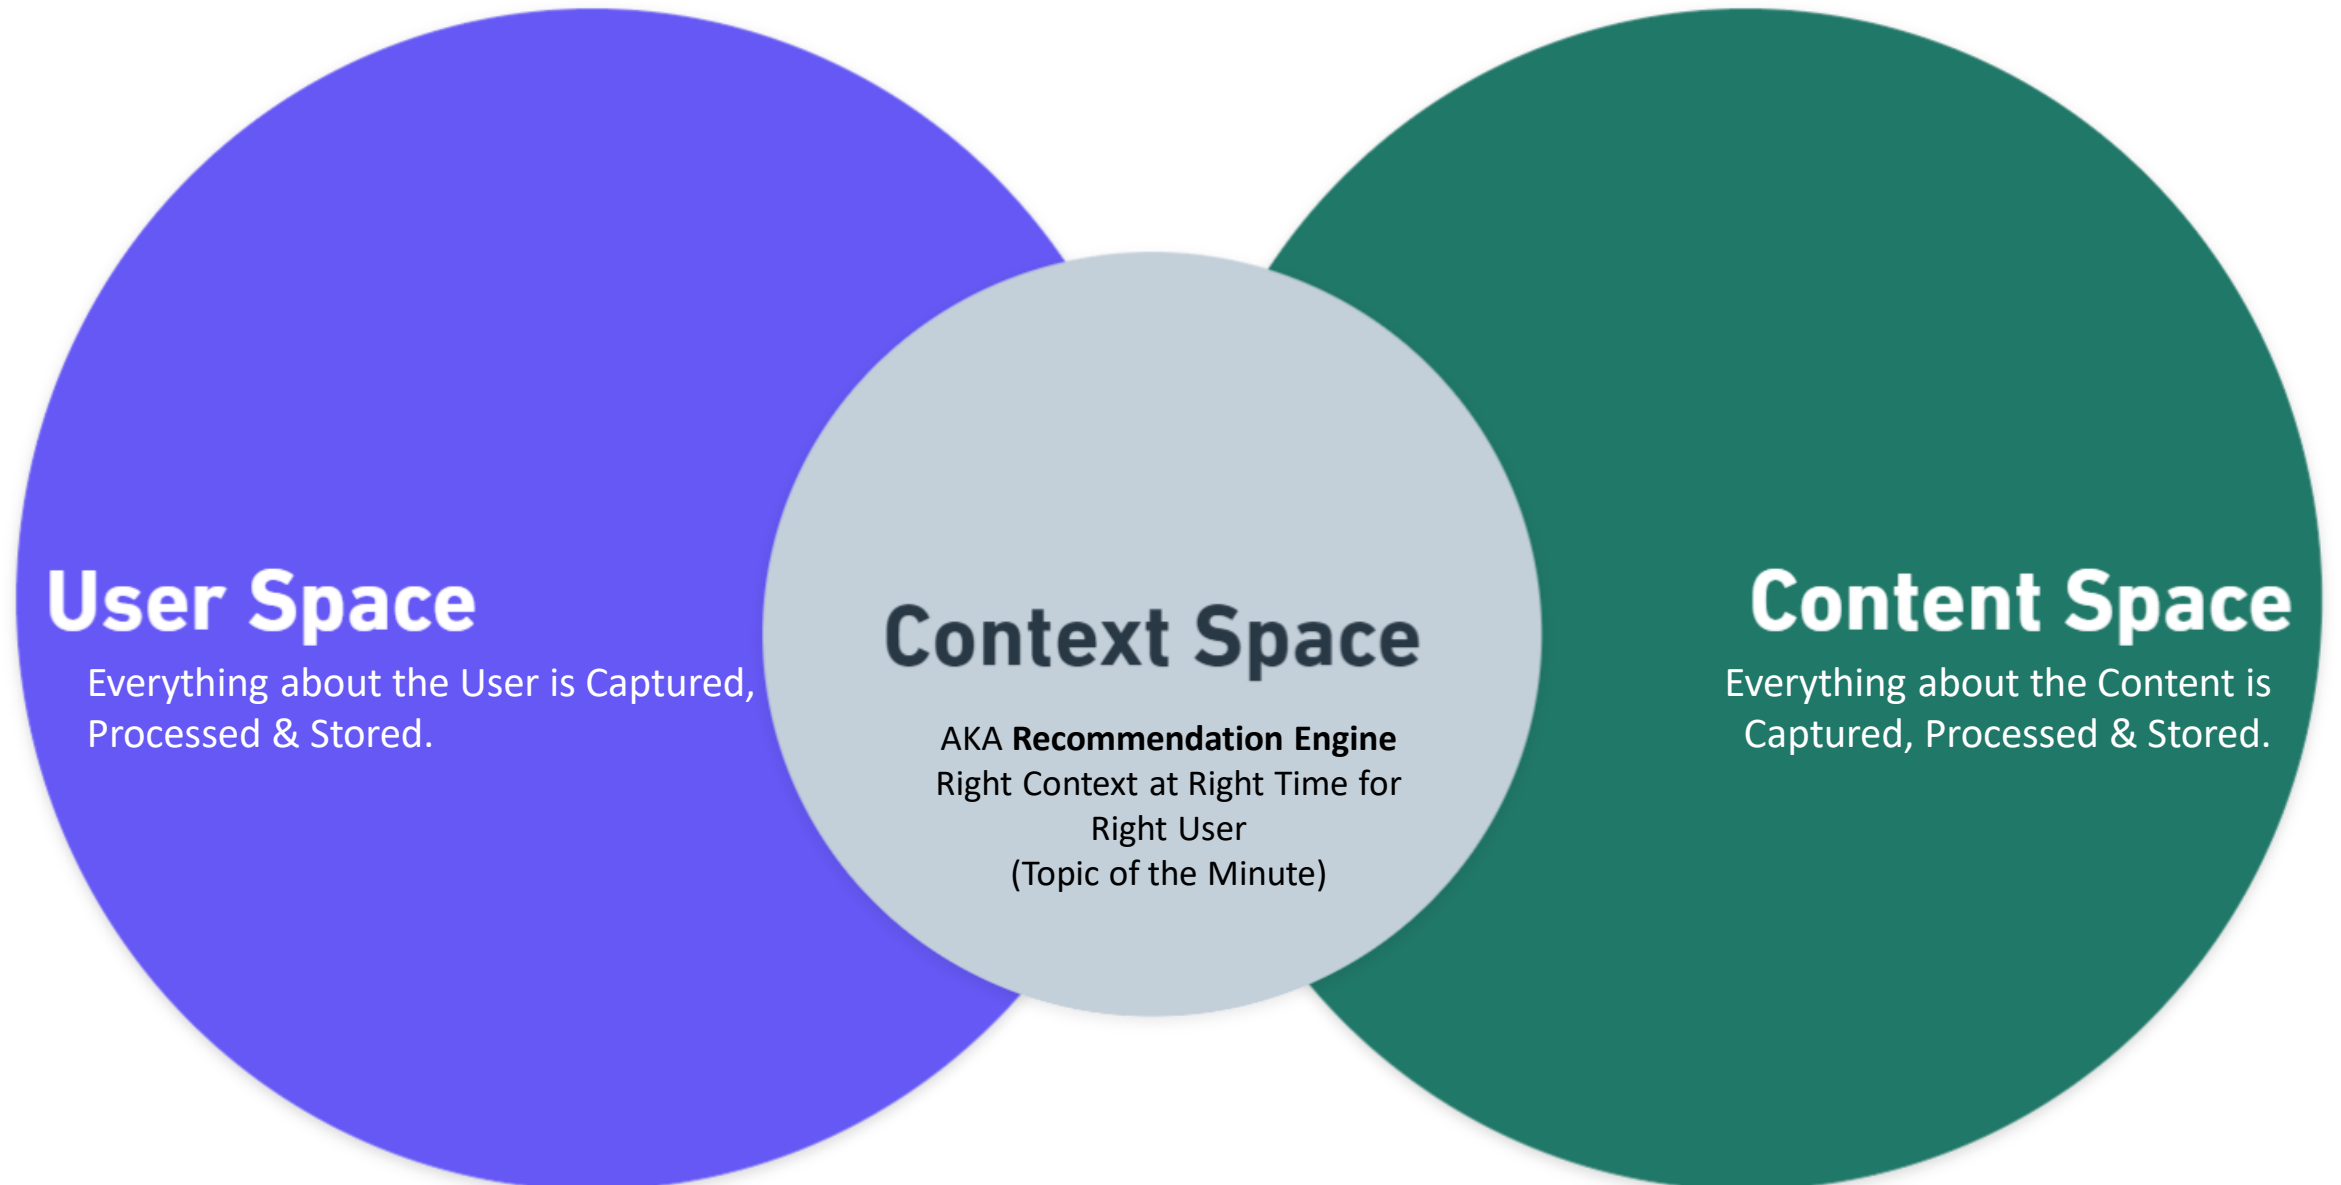 User Space
Everything about the User is Captured,
Processed & Stored.
Context Space
AKA Recommendation Engine
Right Context at Right Time for
Right User
(Topic of the Minute)
Content Space
Everything about the Content is
Captured, Processed & Stored.